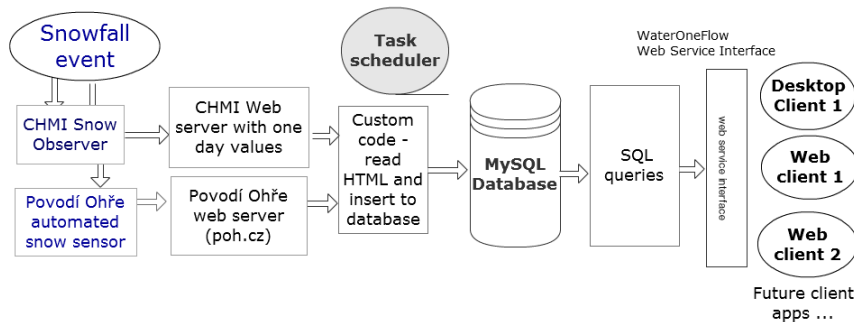 Snowfall
event
Task
scheduler
WaterOneFlow
Web Service Interface
CHMI Snow
Observer
CHMI Web
server with one
day values
Custom
code -
read
HTML and
insert to
database
MySQL
Database
SQL
queries
web service interface
Desktop
Client 1
Web
client 1
Povodí Ohře
automated
snow sensor
Povodí Ohře
web server
(poh.cz)
Web
client 2
Future client
apps ...